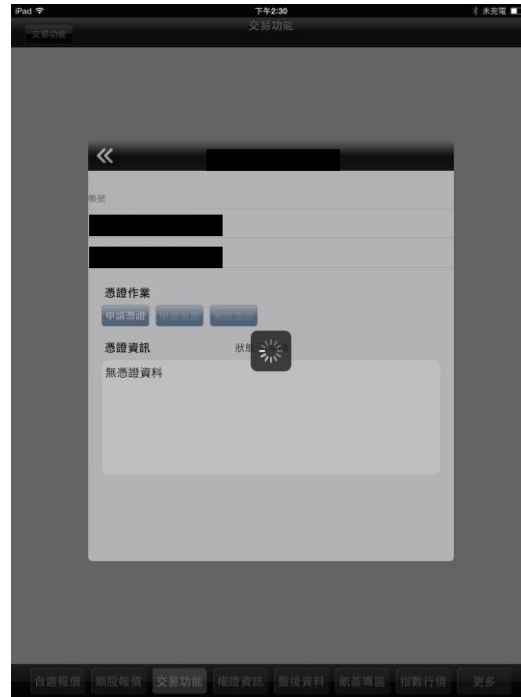 iPad 下午2:30 未充電
交易功能
交易功能
帳號
憑證作業
申請憑證
憑證資訊 狀態
無憑證資料
自選報價 類股報價 交易功能 權證資訊 盤後資料 凱基專區 指數行情 更多